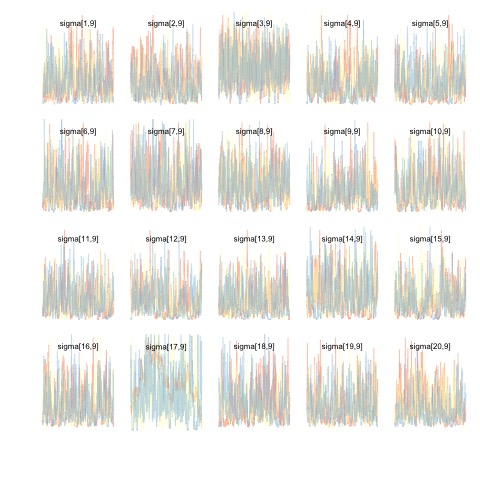 sigma[1,9] sigma[2,9] sigma[3,9] sigma[4,9] sigma[5,9]
sigma[6,9] sigma[7,9] sigma[8,9] sigma[9,9] sigma[10,9]
sigma[11,9] sigma[12,9] sigma[13,9] sigma[14,9] sigma[15,9]
sigma[16,9] sigma[17,9] sigma[18,9] sigma[19,9] sigma[20,9]